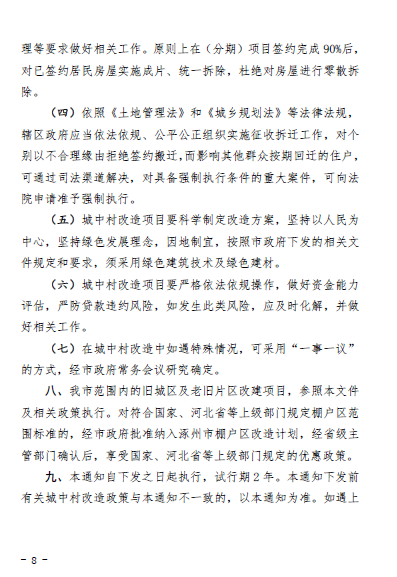 理等要求做好相关工作。原则上在（分期）项目签约完成 90%后，
对已签约居民房屋实施成片、统一拆除，杜绝对房屋进行零散拆
除。
（四）依照《土地管理法》和《城乡规划法》等法律法规，
辖区政府应当依法依规、公平公正组织实施征收拆迁工作，对个
别以不合理缘由拒绝签约搬迁,而影响其他群众按期回迁的住户，
可通过司法渠道解决，对具备强制执行条件的重大案件，可向法
院申请准予强制执行。
（五）城中村改造项目要科学制定改造方案，坚持以人民为
中心，坚持绿色发展理念，因地制宜，按照市政府下发的相关文
件规定和要求，须采用绿色建筑技术及绿色建材。
（六）城中村改造项目要严格依法依规操作，做好资金能力
评估，严防贷款违约风险，如发生此类风险，应及时化解，并做
好相关工作。
（七）在城中村改造中如遇特殊情况，可采用“一事一议”
的方式，经市政府常务会议研究确定。
八、我市范围内的旧城区及老旧片区改建项目，参照本文件
及相关政策执行。对符合国家、河北省等上级部门规定棚户区范
围标准的，经市政府批准纳入涿州市棚户区改造计划，经省级主
管部门确认后，享受国家、河北省等上级部门规定的优惠政策。
九、本通知自下发之日起执行，试行期 2 年。本通知下发前
有关城中村改造政策与本通知不一致的，以本通知为准。如遇上
- 8 -